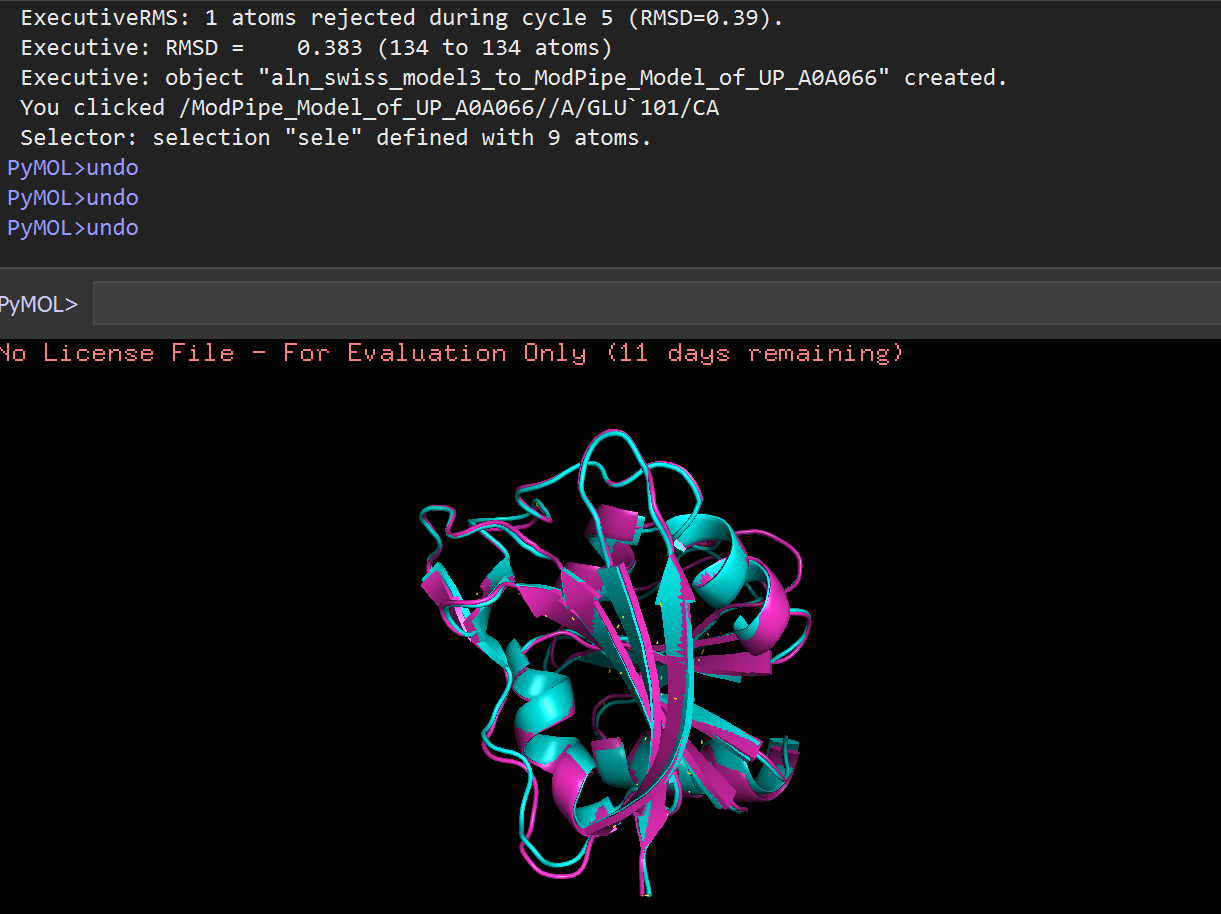 ExecutiveRMS: 1 atoms rejected during cycle 5 (RMSD=0.39).
Executive: RMSD =    0.383 (134 to 134 atoms)
Executive: object "aln_swiss_model3_to_ModPipe_Model_of_UP_A0A066" created.
You clicked /ModPipe_Model_of_UP_A0A066//A/GLU`101/CA
Selector: selection "sele" defined with 9 atoms.
PyMOL>undo
PyMOL>undo
PyMOL>undo
PyMOL>
No License File - For Evaluation Only (11 days remaining)